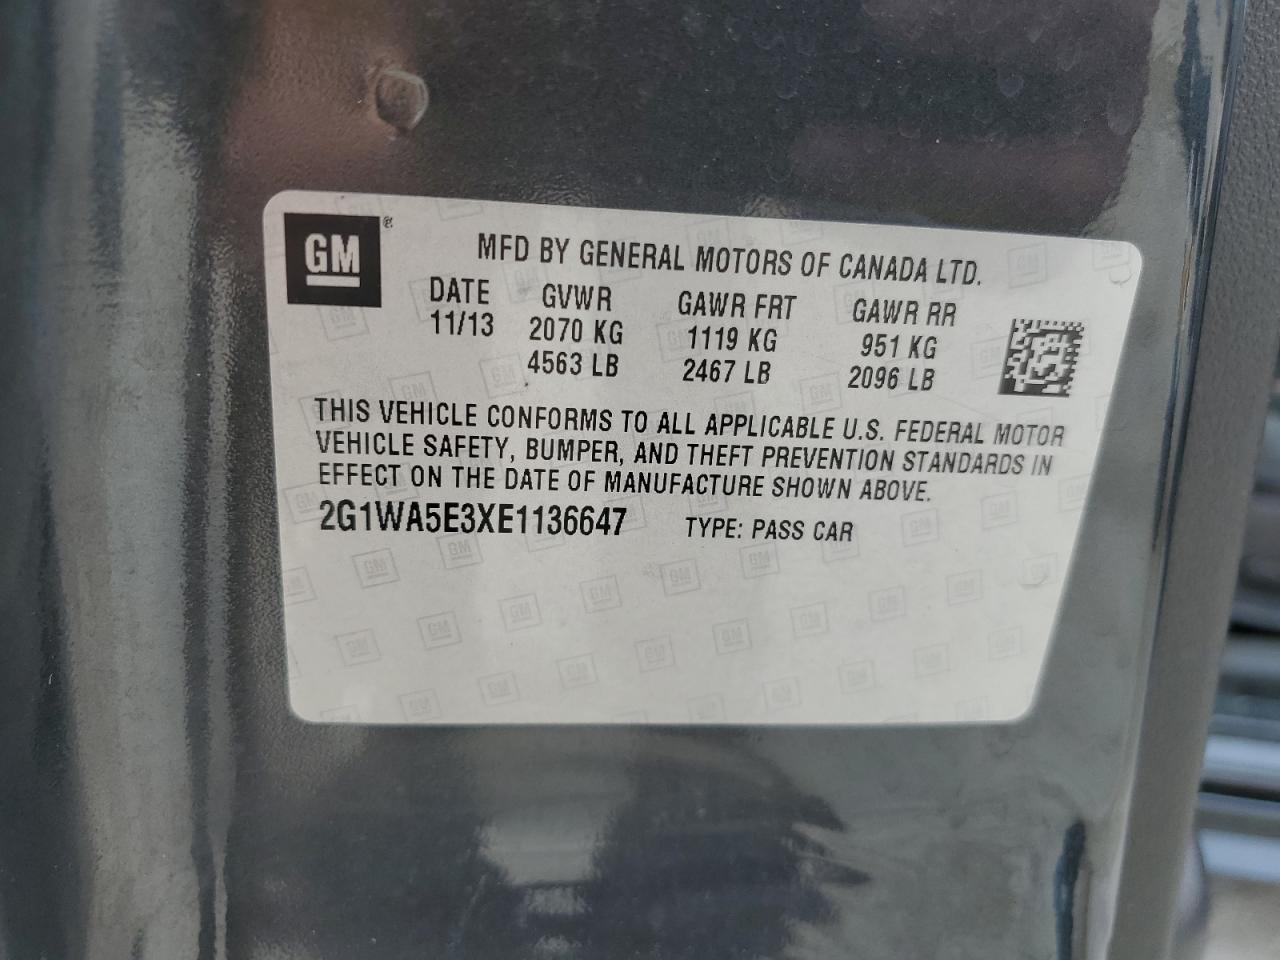 GM®
MFD BY GENERAL MOTORS OF CANADA LTD.
DATE GVWR GAWR FRT GAWR RR
11/13 2070 KG 1119 KG 951 KG
4563 LB 2467 LB 2096 LB
THIS VEHICLE CONFORMS TO ALL APPLICABLE U.S. FEDERAL MOTOR
VEHICLE SAFETY, BUMPER, AND THEFT PREVENTION STANDARDS IN
EFFECT ON THE DATE OF MANUFACTURE SHOWN ABOVE.
2G1WA5E3XE1136647 TYPE: PASS CAR